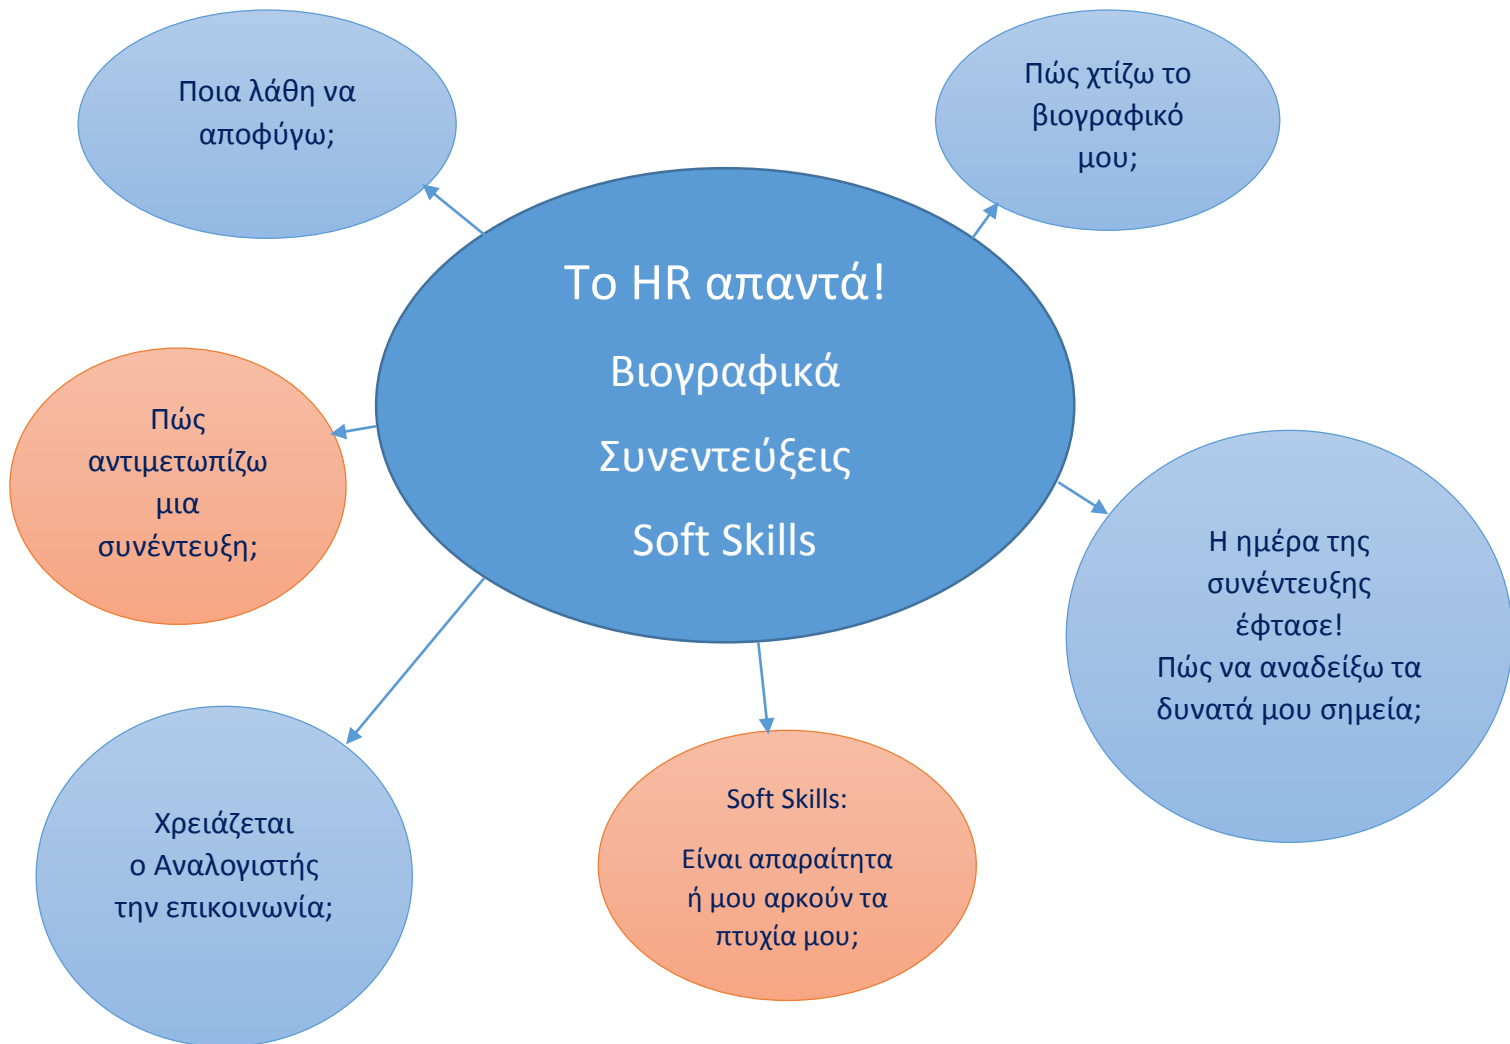 Ποια λάθη να
αποφύγω;
Πώς χτίζω το
βιογραφικό
μου;
Το HR απαντά!
Βιογραφικά
Συνεντεύξεις
Soft Skills
Πώς
αντιμετωπίζω
μια
συνέντευξη;
Η ημέρα της
συνέντευξης
έφτασε!
Πώς να αναδείξω τα
δυνατά μου σημεία;
Χρειάζεται
ο Αναλογιστής
την επικοινωνία;
Soft Skills:
Είναι απαραίτητα
ή μου αρκούν τα
πτυχία μου;